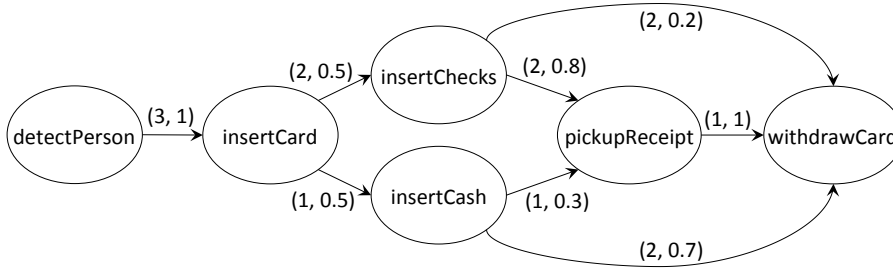 (2, 0.2)
(2, 0.5)
insertChecks
(2, 0.8)
(3, 1)
(1, 1)
detectPerson
insertCard
pickupReceipt
withdrawCard
(1, 0.5)
insertCash
(1, 0.3)
(2, 0.7)